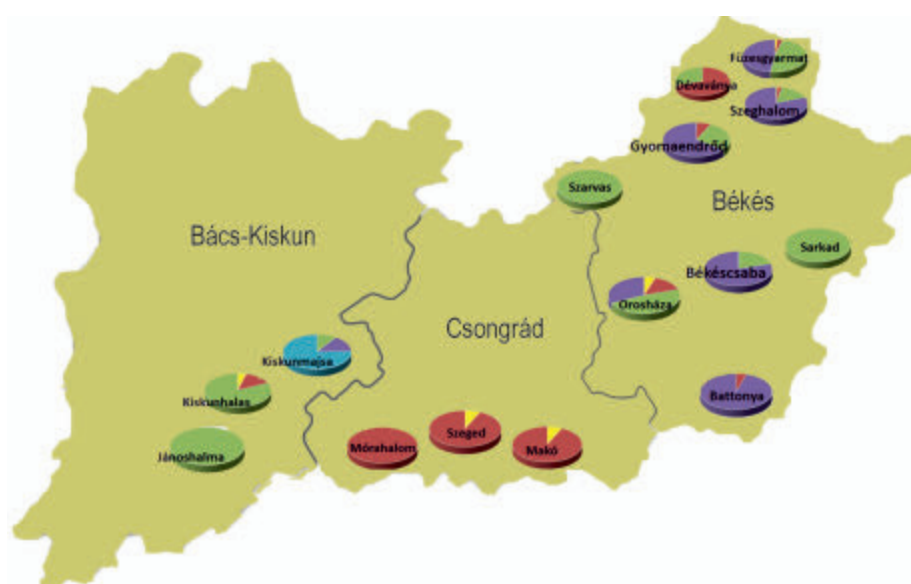 Füzesgyarmat
Dévaványa
Szeghalom
Gyomaendrőd
Szarvas
Békés
Bács-Kiskun
Sarkad
Békéscsaba
Orosháza
Csongrád
Kiskunmajsa
Kiskunhalas
Battonya
Szeged
Mórahalom
Makó
Jánoshalma